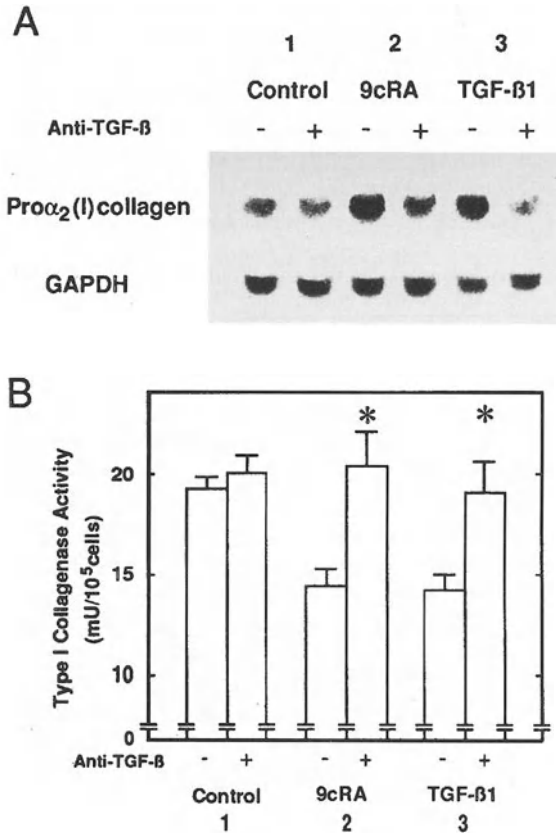 A
1 2 3
Control 9cRA TGF-ß1
Anti-TGF-ß - + - + - +
Proα₂(I)collagen
GAPDH
B
* *
Type I Collagenase Activity
(mU/10⁵cells)
20
15
10
0
Anti-TGF-ß - + - + - +
Control 9cRA TGF-ß1
1 2 3